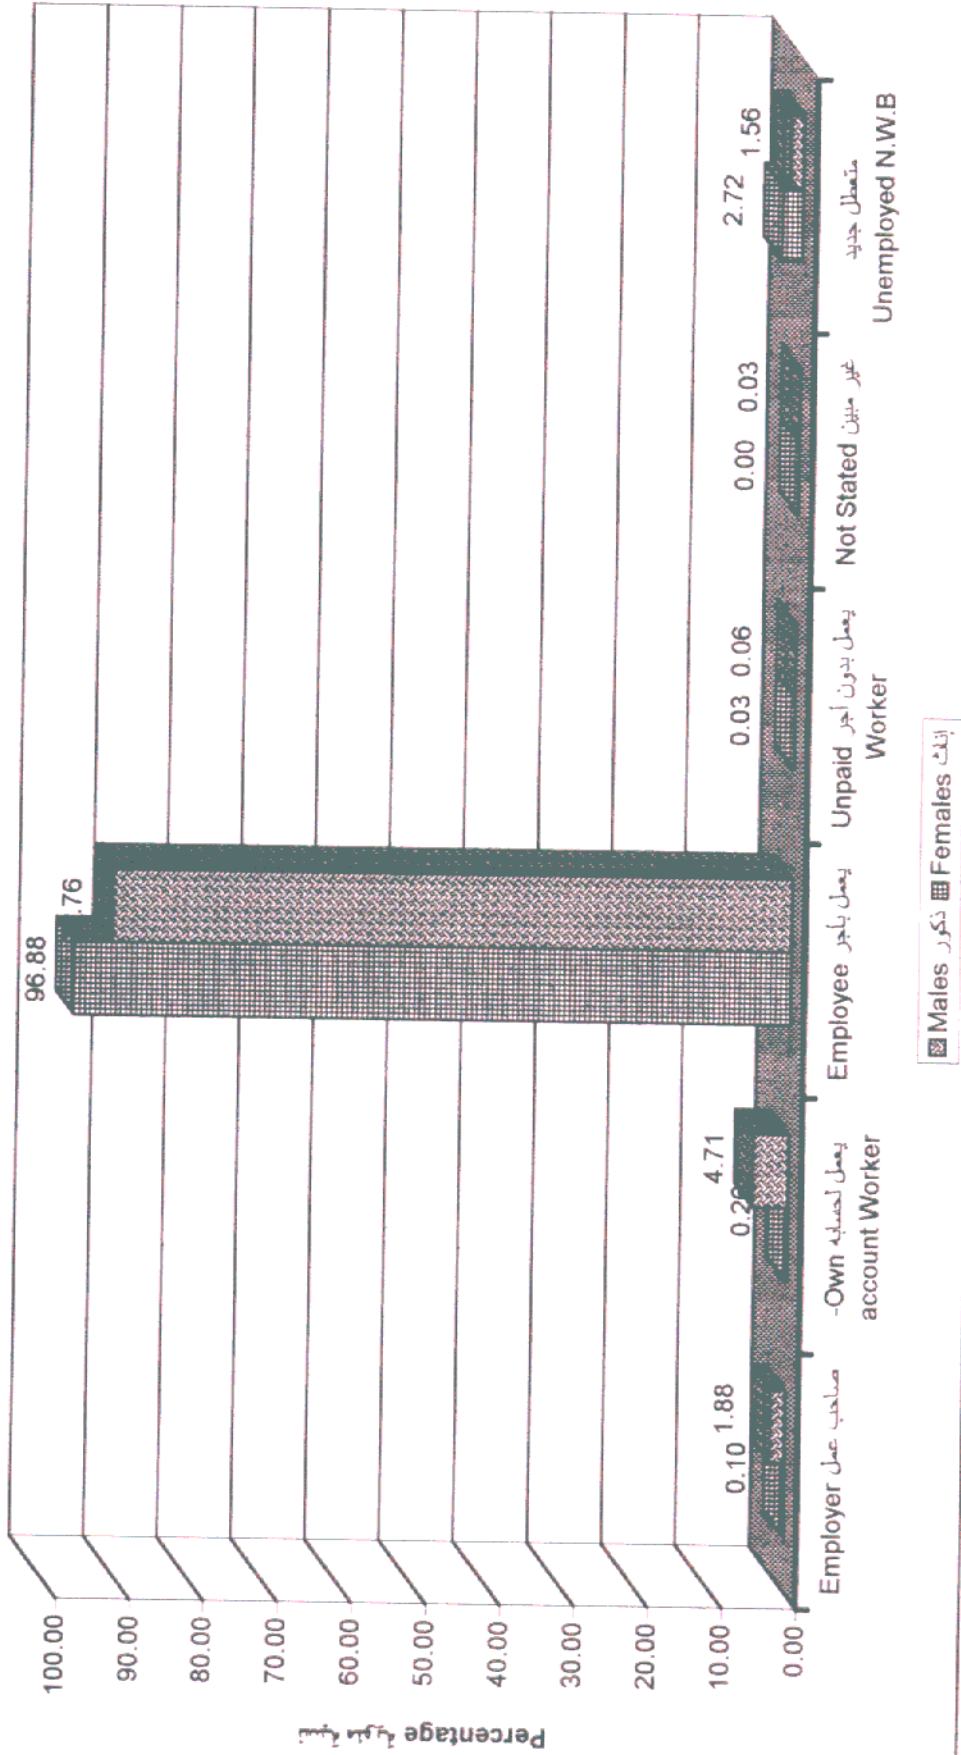 Percentage نسبة مئوية
100.00
90.00
80.00
70.00
60.00
50.00
40.00
30.00
20.00
10.00
0.00
0.10 1.88
4.71
96.88
.76
0.03 0.06
0.00 0.03
2.72 1.56
Employer صاحب عمل
-Own يعمل لحسابه
account Worker
Employee يعمل بأجر
Unpaid يعمل بدون أجر
Worker
Not Stated غير مبين
متعطل جديد
Unemployed N.W.B
Males ذكور Females إناث